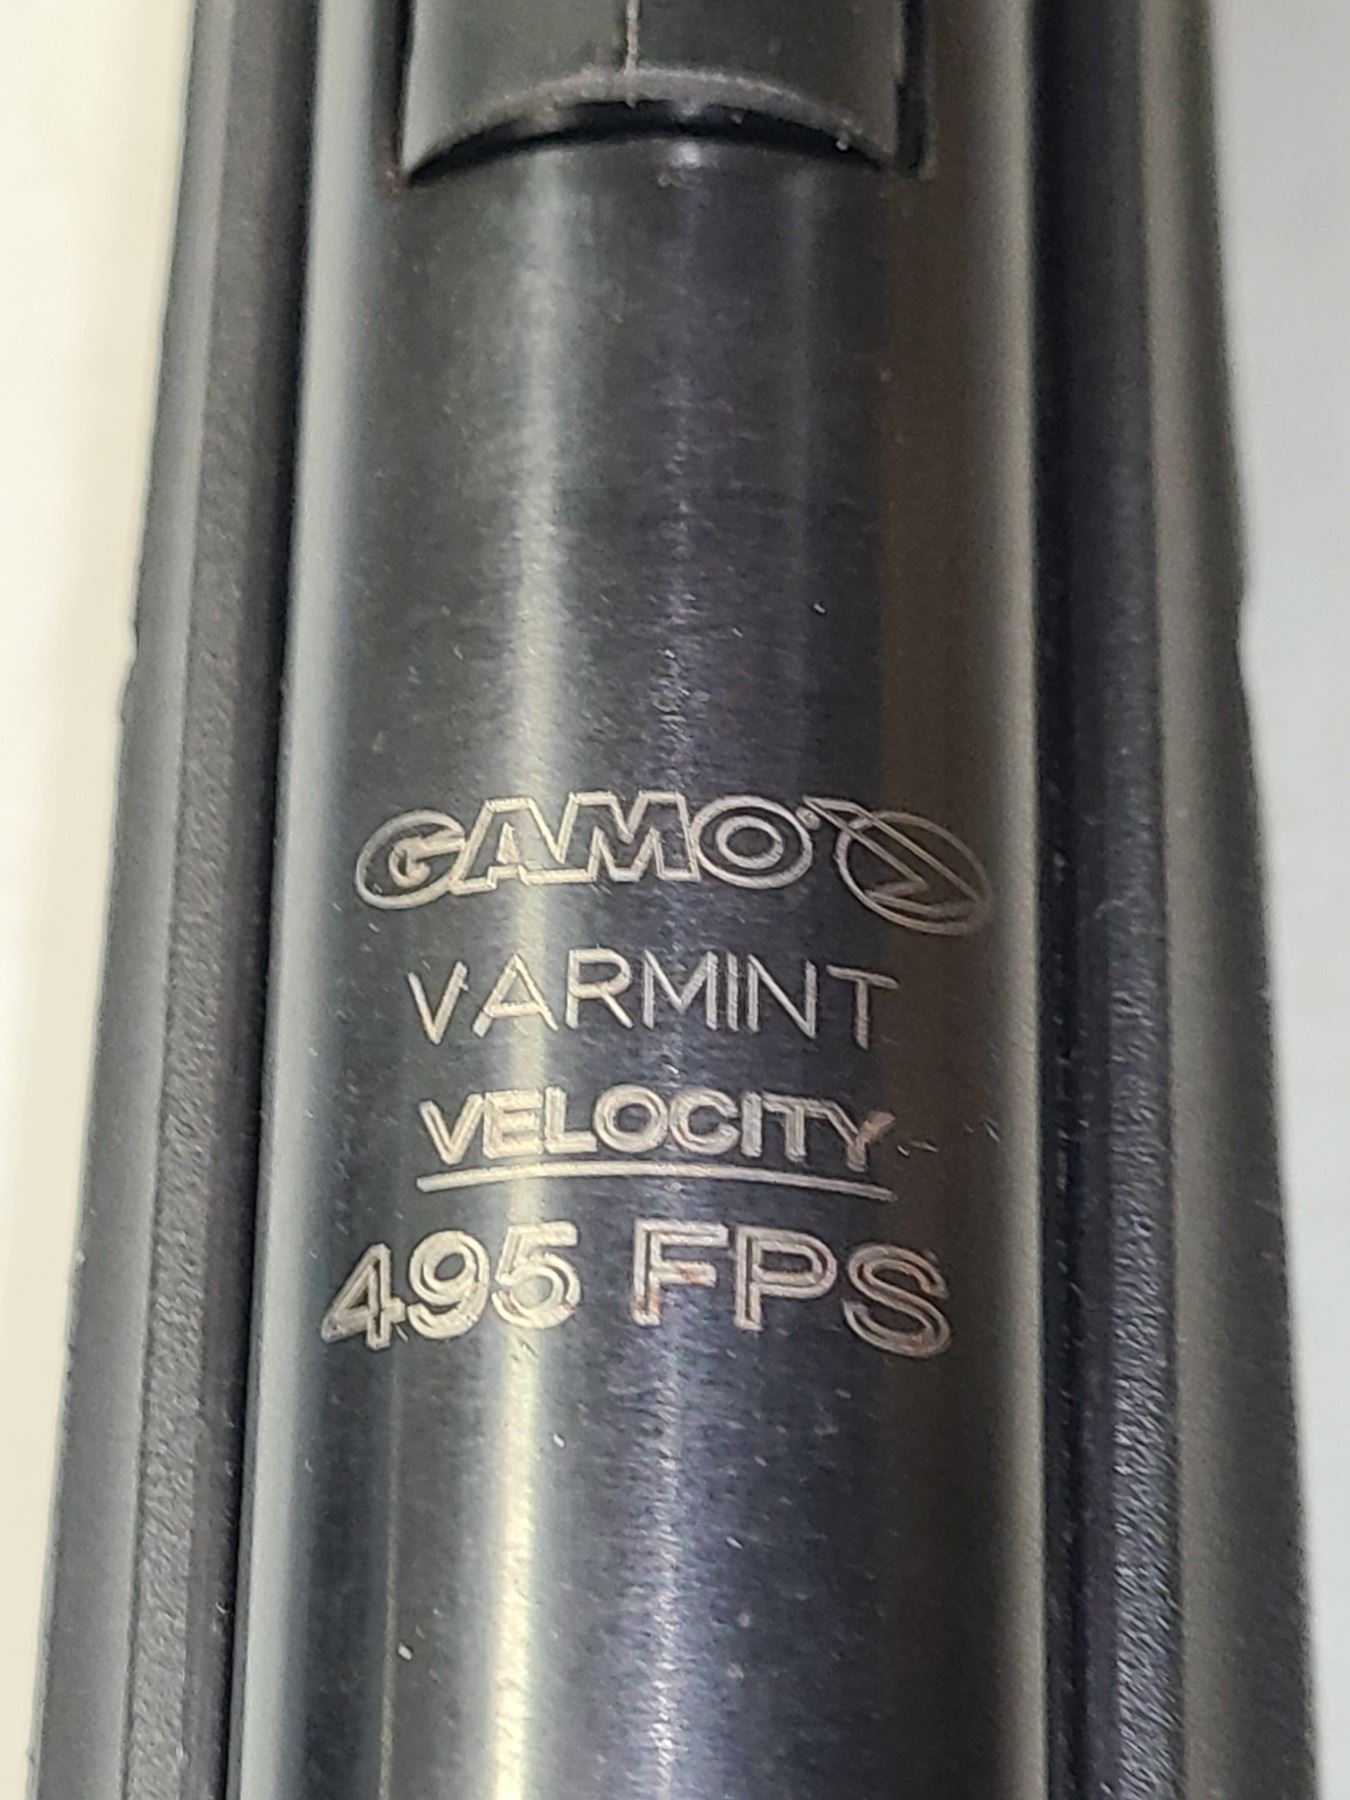 GAMO
VARMINT
VELOCITY
495 FPS